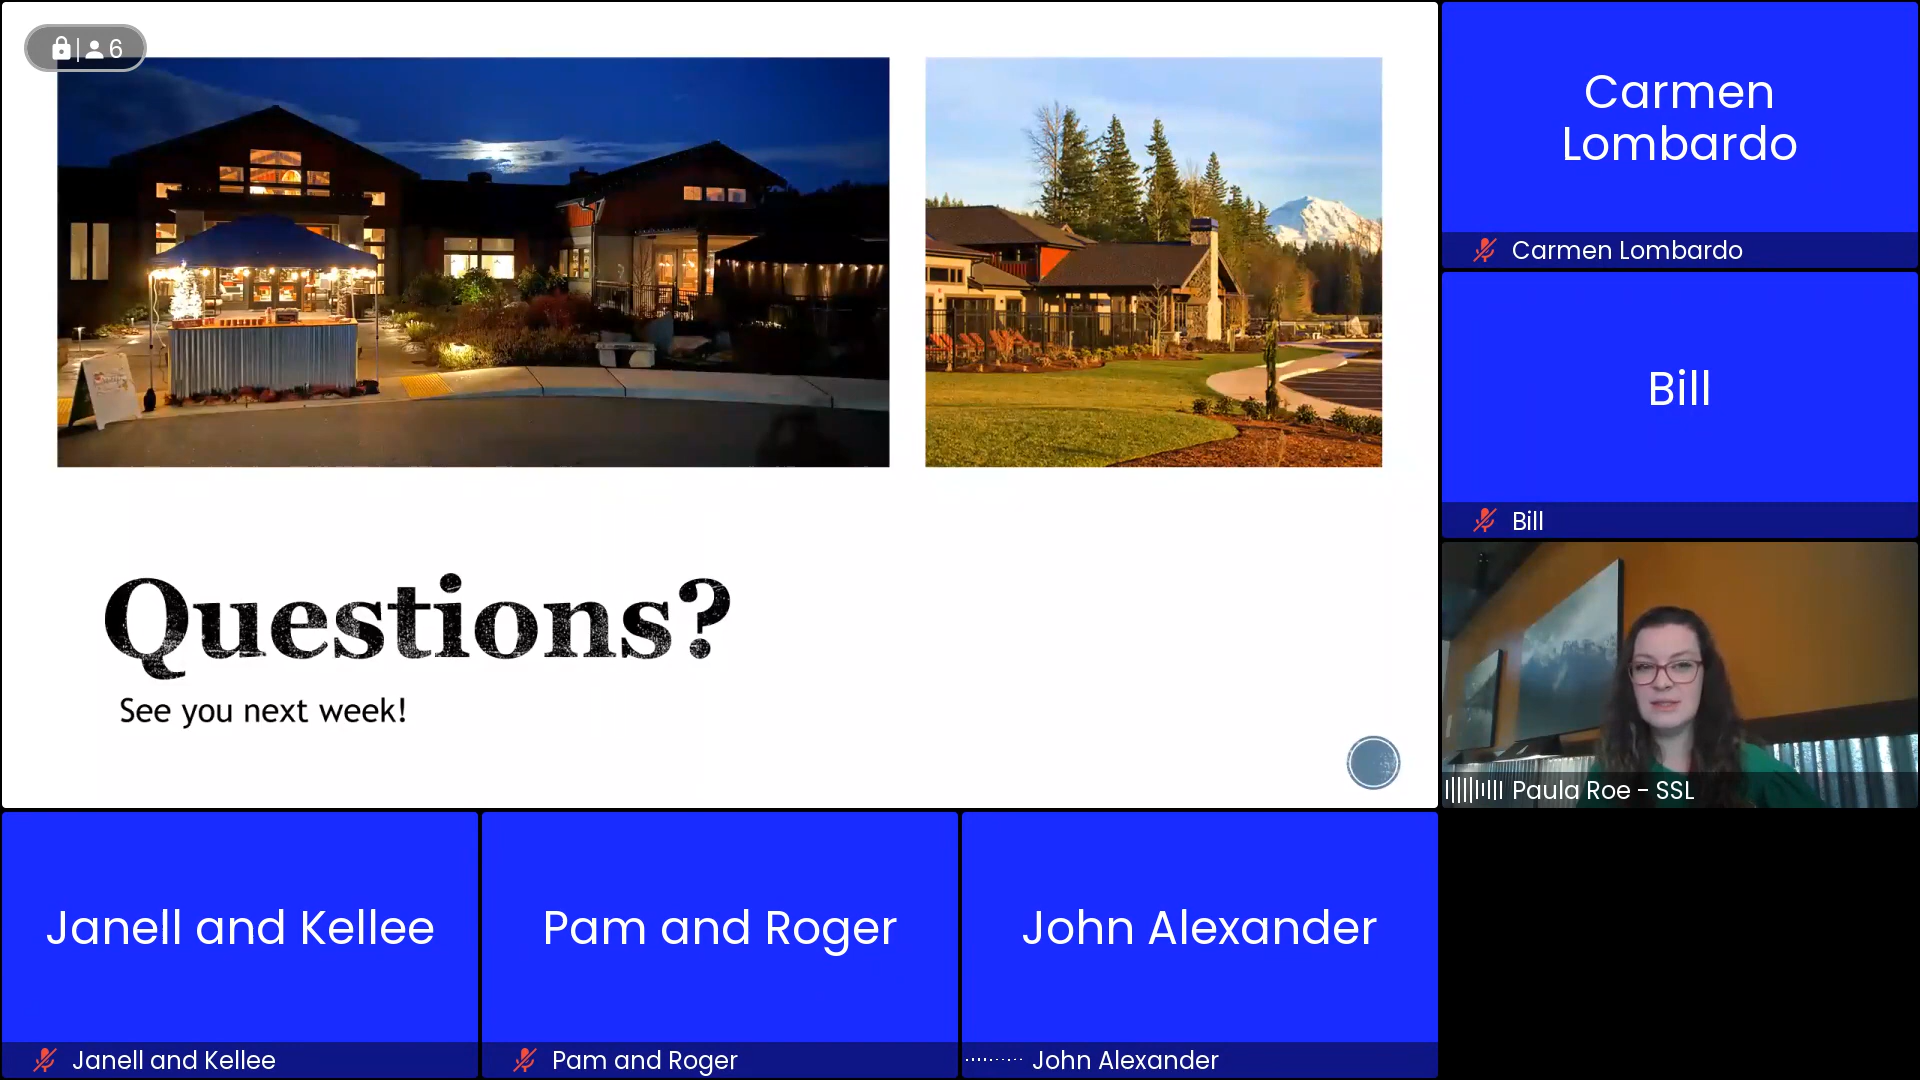 6
Questions?
See you next week!
Carmen
Lombardo
Carmen Lombardo
Bill
Bill
Paula Roe - SSL
Janell and Kellee
Janell and Kellee
Pam and Roger
Pam and Roger
John Alexander
John Alexander